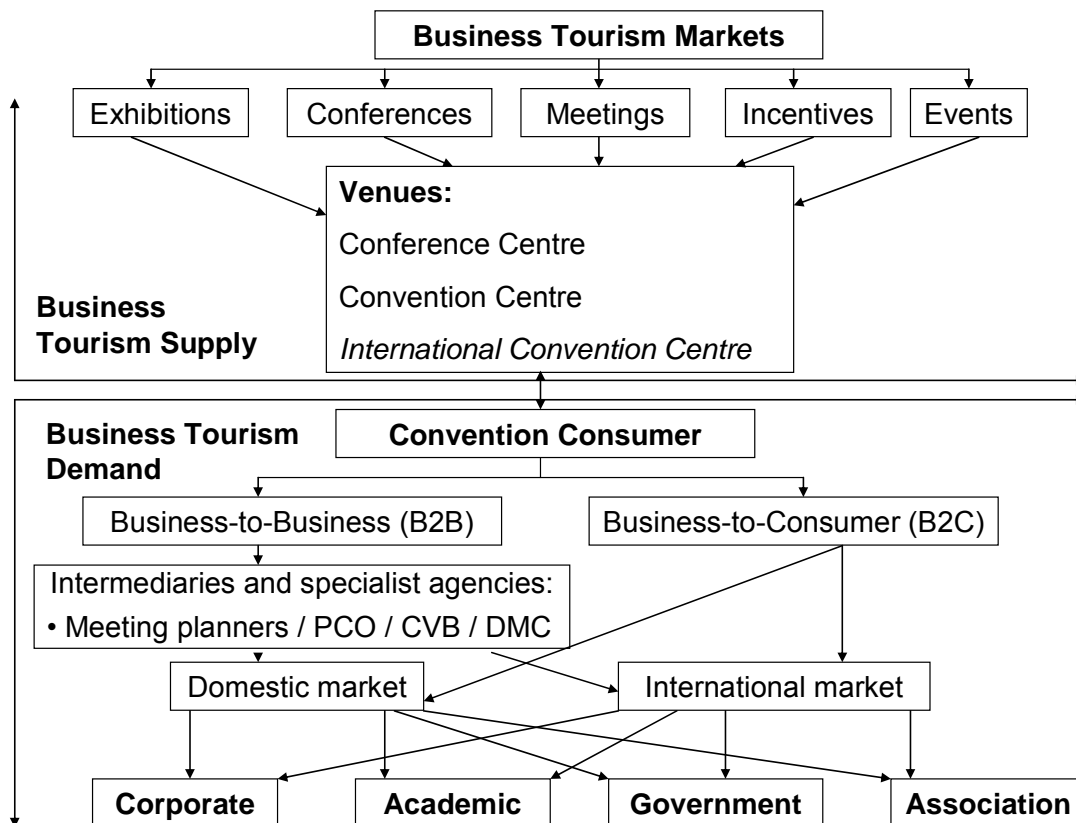 Business Tourism Markets
Exhibitions
Conferences
Meetings
Incentives
Events
Venues:
Conference Centre
Convention Centre
International Convention Centre
Business
Tourism Supply
Business Tourism
Demand
Convention Consumer
Business-to-Business (B2B)
Business-to-Consumer (B2C)
Intermediaries and specialist agencies:
• Meeting planners / PCO / CVB / DMC
Domestic market
International market
Corporate
Academic
Government
Association